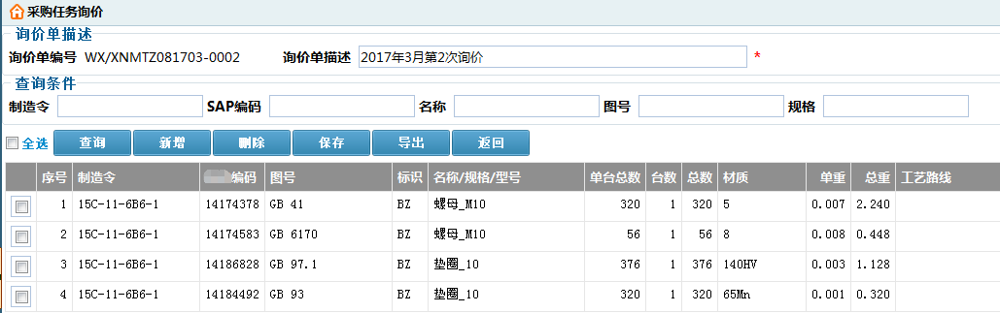 采购任务询价
询价单描述
询价单编号 WX/XNMTZ081703-0002 询价单描述 2017年3月第2次询价 *
查询条件
制造令 SAP编码 名称 图号 规格
全选 查询 新增 删除 保存 导出 返回
序号 制造令 编码 图号 标识 名称/规格/型号 单台总数 台数 总数 材质 单重 总重 工艺路线
1 15C-11-6B6-1 14174378 GB 41 BZ 螺母_M10 320 1 320 5 0.007 2.240
2 15C-11-6B6-1 14174583 GB 6170 BZ 螺母_M10 56 1 56 8 0.008 0.448
3 15C-11-6B6-1 14186828 GB 97.1 BZ 垫圈_10 376 1 376 140HV 0.003 1.128
4 15C-11-6B6-1 14184492 GB 93 BZ 垫圈_10 320 1 320 65Mn 0.001 0.320